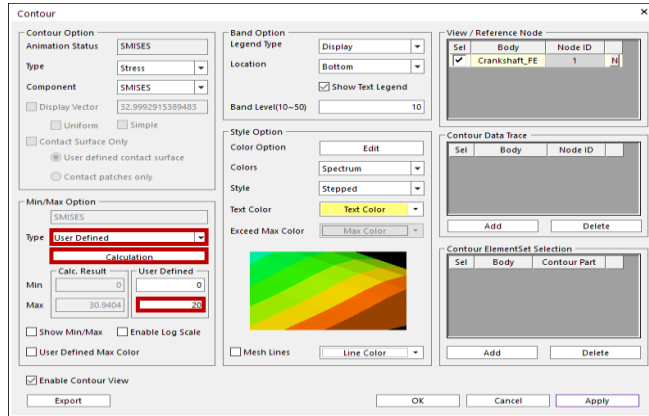 Contour
×
Contour Option
Animation Status SMISES
Type Stress
Component SMISES
Display Vector 32.9992915389483
Uniform Simple
Contact Surface Only
User defined contact surface
Contact patches only
Min/Max Option
SMISES
Type User Defined
Calculation
Calc. Result User Defined
Min 0 0
Max 30.9404 20
Show Min/Max Enable Log Scale
User Defined Max Color
Enable Contour View
Export
Band Option
Legend Type Display
Location Bottom
Show Text Legend
Band Level(10~50) 10
Style Option
Color Option Edit
Colors Spectrum
Style Stepped
Text Color Text Color
Exceed Max Color Max Color
Mesh Lines Line Color
View / Reference Node
Sel Body Node ID
Crankshaft_FE 1 N
Contour Data Trace
Sel Body Node ID
Add Delete
Contour ElementSet Selection
Sel Body Contour Part
Add Delete
OK Cancel Apply